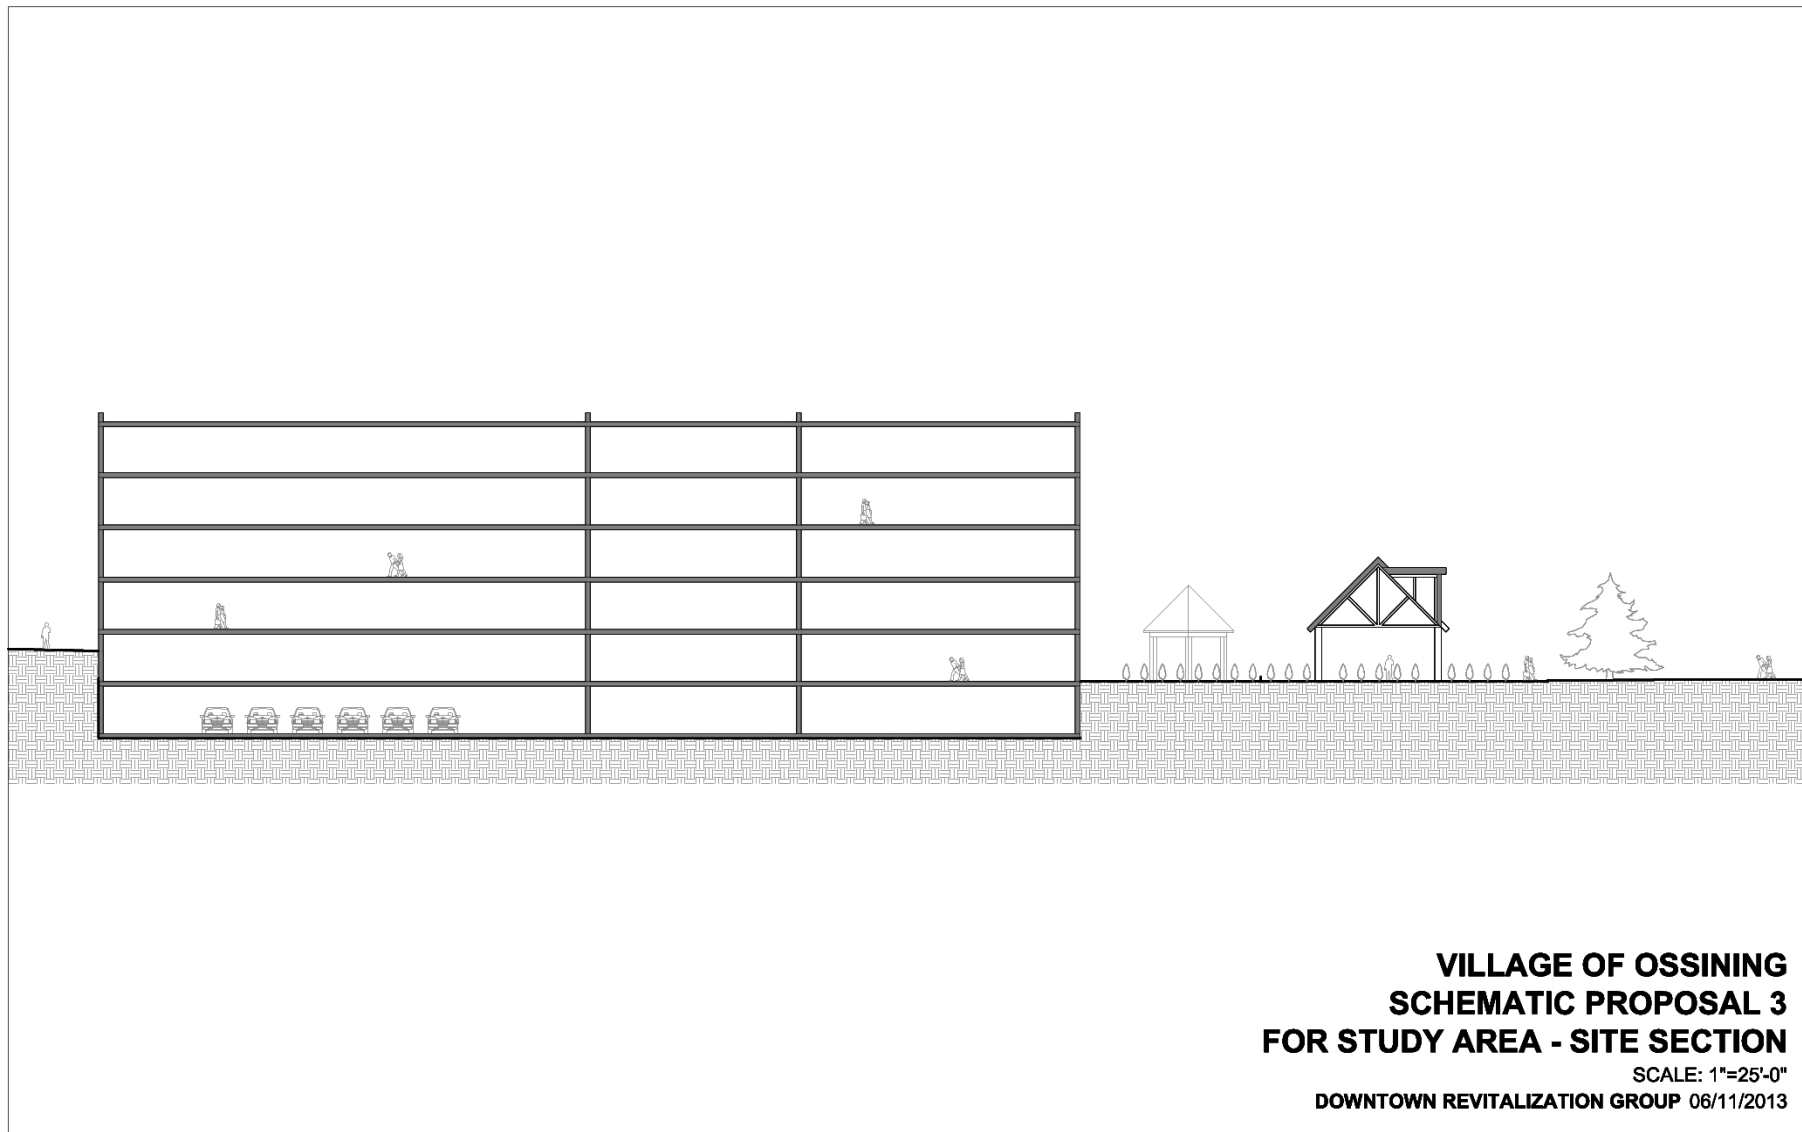 VILLAGE OF OSSINING
SCHEMATIC PROPOSAL 3
FOR STUDY AREA - SITE SECTION
SCALE: 1"=25'-0"
DOWNTOWN REVITALIZATION GROUP 06/11/2013